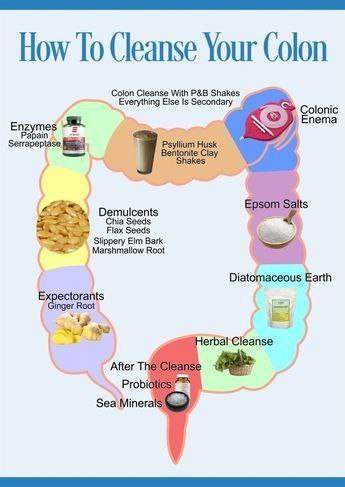 How To Cleanse Your Colon
Colon Cleanse With P&B Shakes
Everything Else Is Secondary
Colonic
Enema
Enzymes
Papain
Serrapeptase
Psyllium Husk
Bentonite Clay
Shakes
Epsom Salts
Demulcents
Chia Seeds
Flax Seeds
Slippery Elm Bark
Marshmallow Root
Diatomaceous Earth
Expectorants
Ginger Root
Herbal Cleanse
After The Cleanse
Probiotics
Sea Minerals